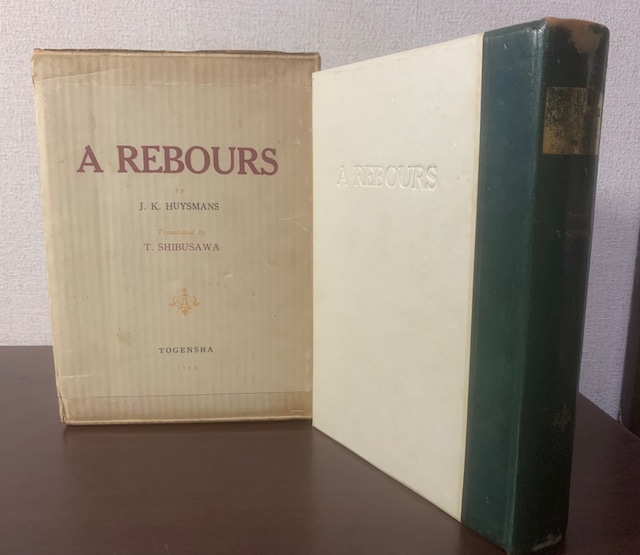 A REBOURS
by
J. K. HUYSMANS
Translated by
T. SHIBUSAWA
TOGENSHA
A REBOURS